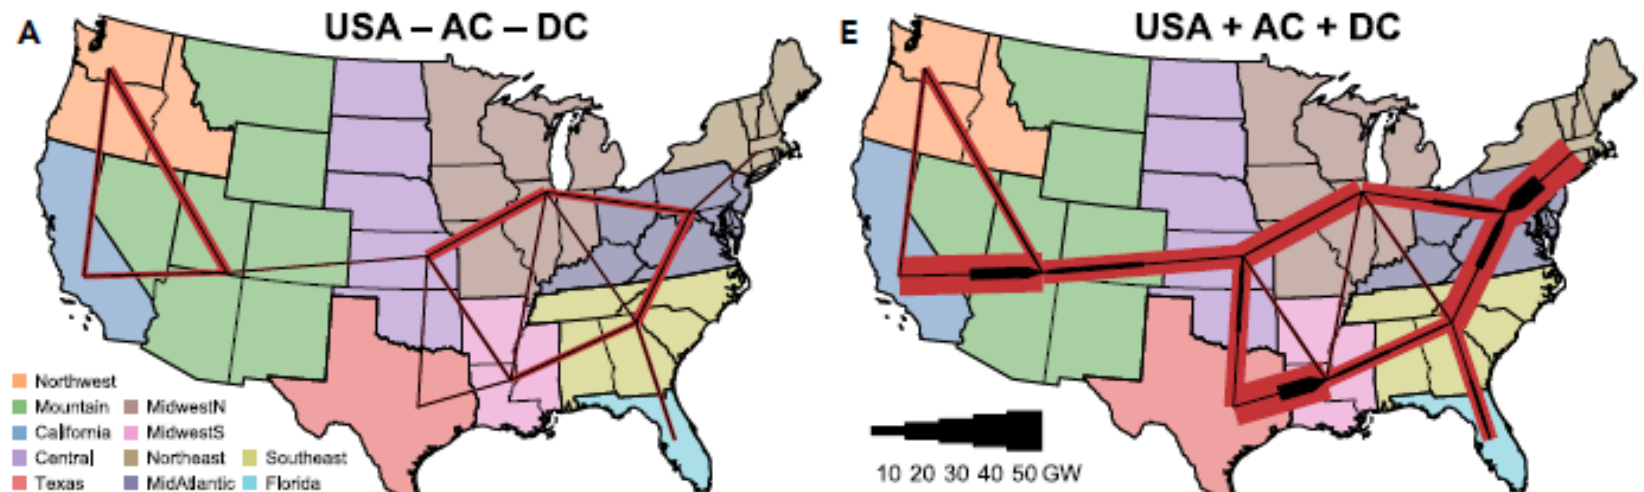 A
USA – AC – DC
E
USA + AC + DC
Northwest
Mountain
MidwestN
California
MidwestS
Central
Northeast
Southeast
Texas
MidAtlantic
Florida
10 20 30 40 50 GW